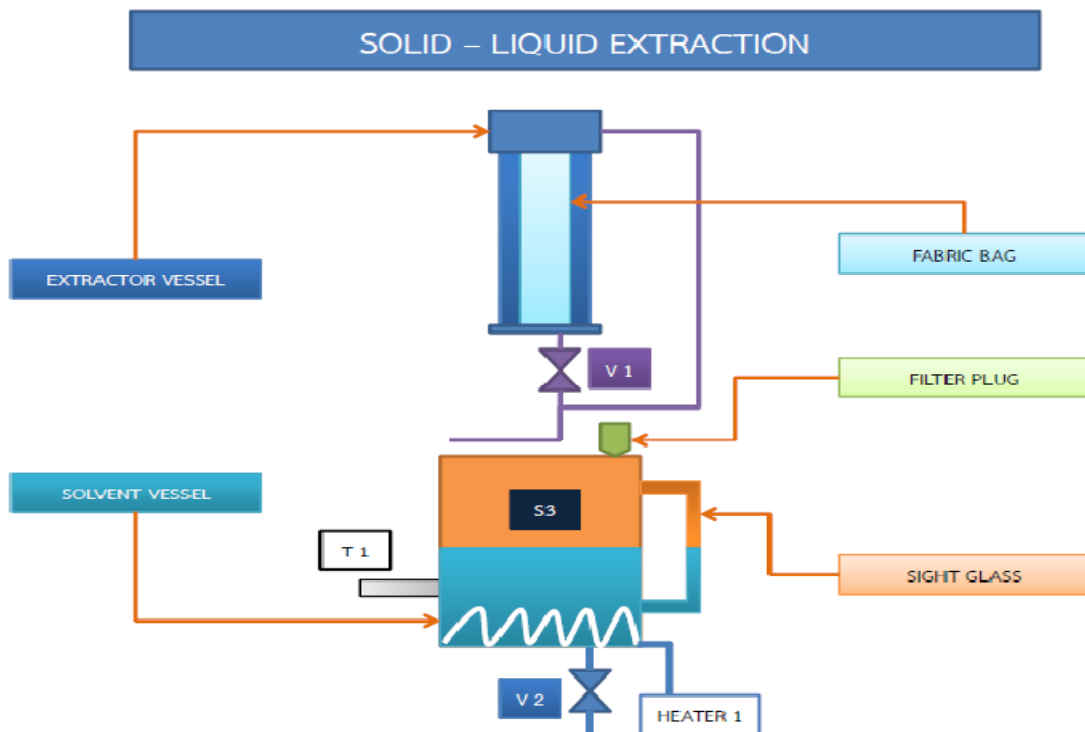 SOLID – LIQUID EXTRACTION
EXTRACTOR VESSEL
FABRIC BAG
V 1
FILTER PLUG
SOLVENT VESSEL
S3
T 1
SIGHT GLASS
V 2
HEATER 1